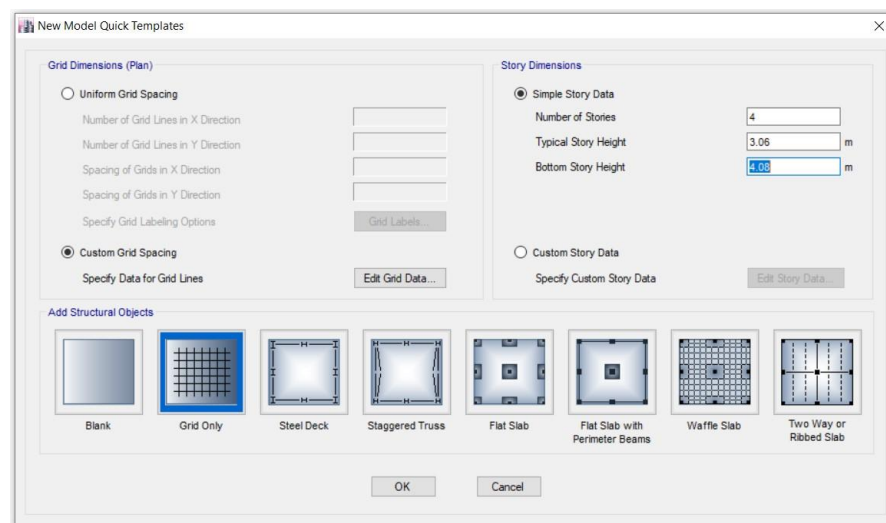 New Model Quick Templates
Grid Dimensions (Plan)
Uniform Grid Spacing
Number of Grid Lines in X Direction
Number of Grid Lines in Y Direction
Spacing of Grids in X Direction
Spacing of Grids in Y Direction
Specify Grid Labeling Options
Grid Labels...
Custom Grid Spacing
Specify Data for Grid Lines
Edit Grid Data...
Story Dimensions
Simple Story Data
Number of Stories 4
Typical Story Height 3.06 m
Bottom Story Height 4.08 m
Custom Story Data
Specify Custom Story Data
Edit Story Data...
Add Structural Objects
Blank
Grid Only
Steel Deck
Staggered Truss
Flat Slab
Flat Slab with
Perimeter Beams
Waffle Slab
Two Way or
Ribbed Slab
OK
Cancel